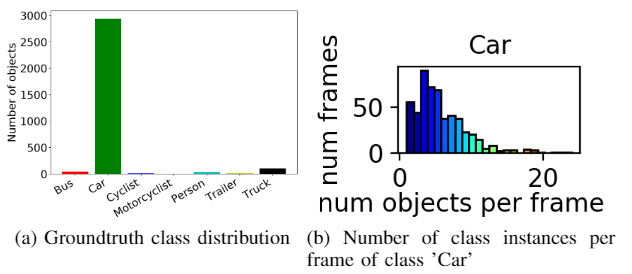 3000
2500
2000
1500
1000
500
0
Number of objects
Bus
Car
Cyclist
Motorcyclist
Person
Trailer
Truck
(a) Groundtruth class distribution
Car
num frames
50
0
0 20
num objects per frame
(b) Number of class instances per
frame of class 'Car'